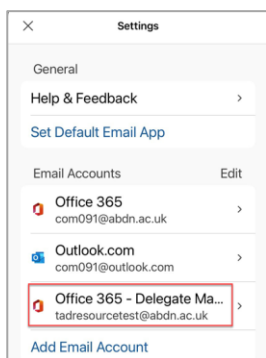 Settings
General
Help & Feedback
Set Default Email App
Email Accounts Edit
Office 365
com091@abdn.ac.uk
Outlook.com
com091@outlook.com
Office 365 - Delegate Ma...
tadresourcetest@abdn.ac.uk
Add Email Account